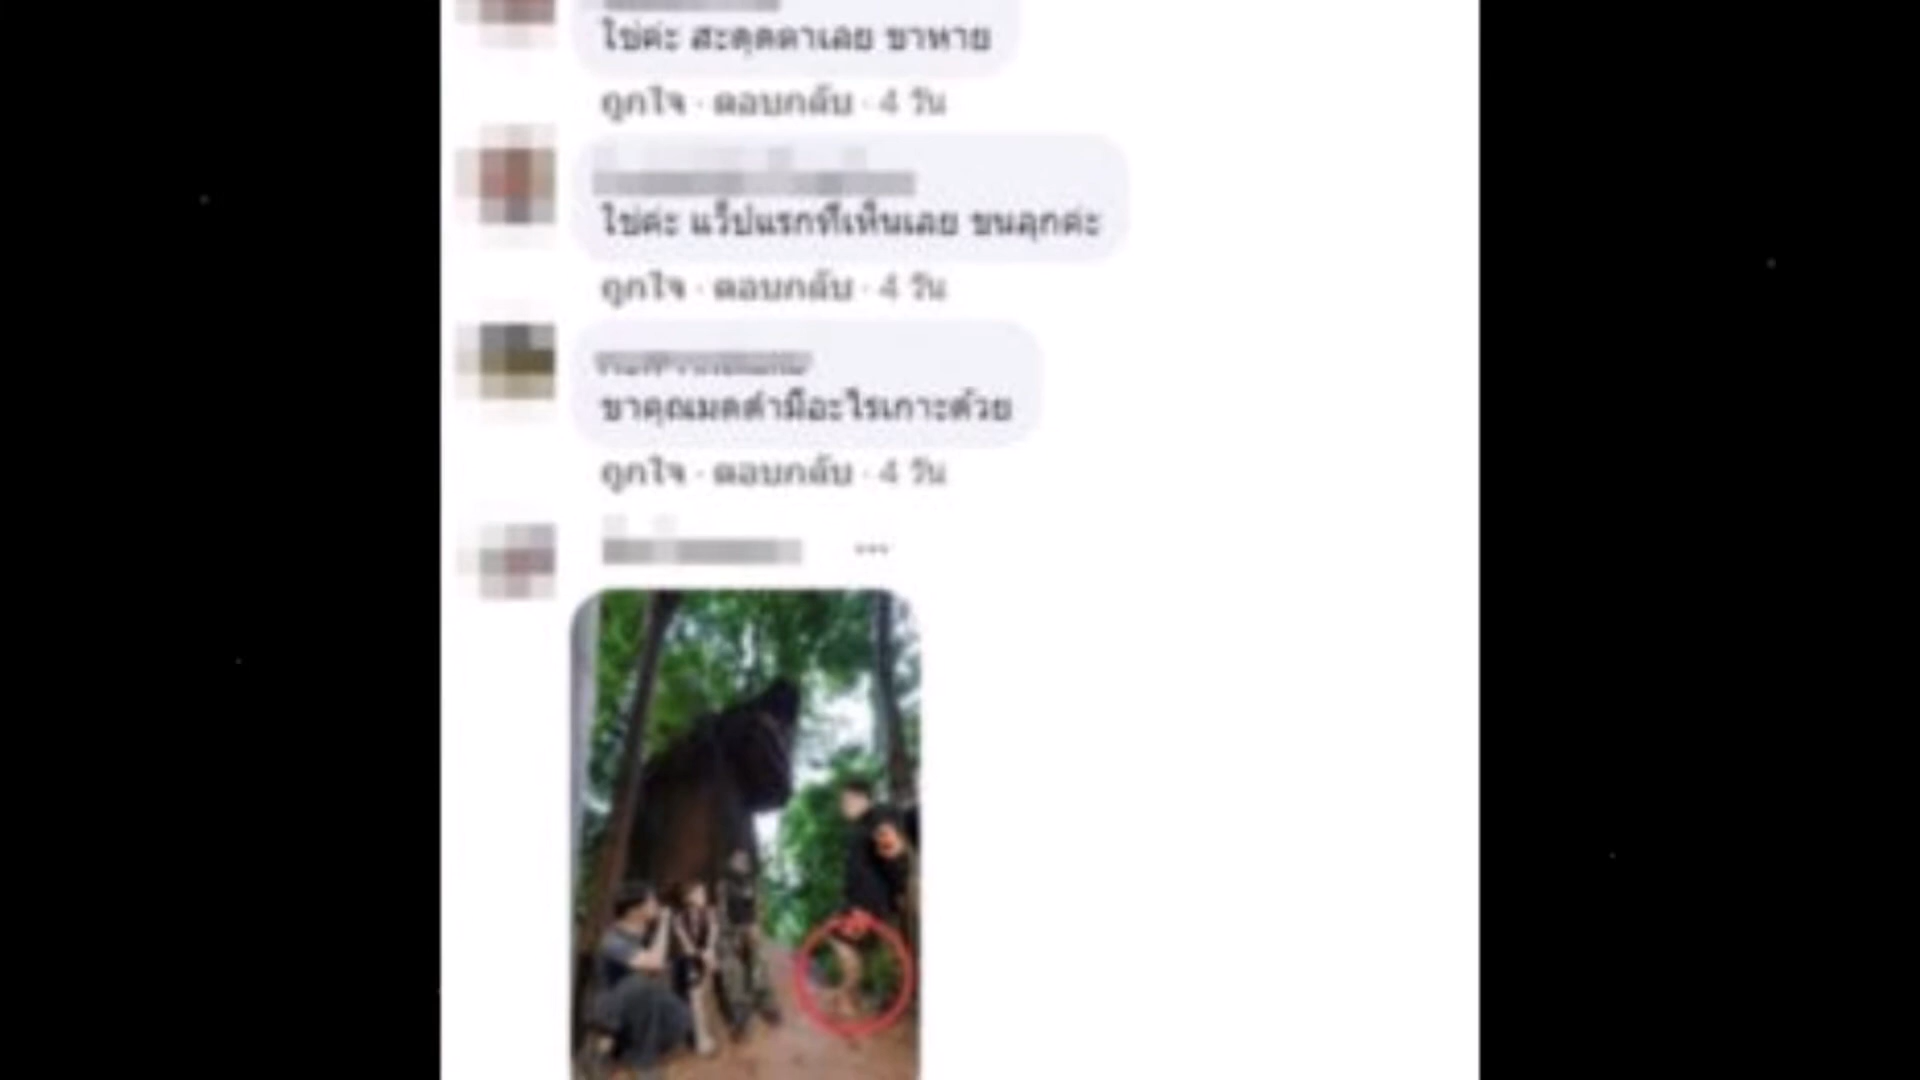 ใช่ค่ะ สะดุดตาเลย ขาหาย
ถูกใจ · ตอบกลับ · 4 วัน
ใช่ค่ะ แว๊ปแรกที่เห็นเลย ขนลุกค่ะ
ถูกใจ · ตอบกลับ · 4 วัน
ขาคุณมดดำมีอะไรเกาะด้วย
ถูกใจ · ตอบกลับ · 4 วัน